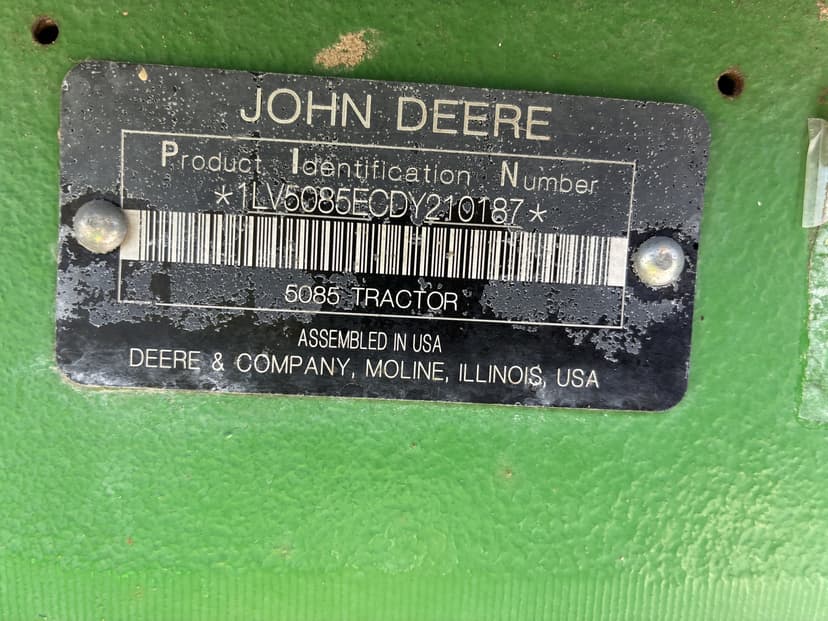 JOHN DEERE
Product Identification Number
*1LV5085ECDY210187*
5085 TRACTOR
ASSEMBLED IN USA
DEERE & COMPANY, MOLINE, ILLINOIS, USA